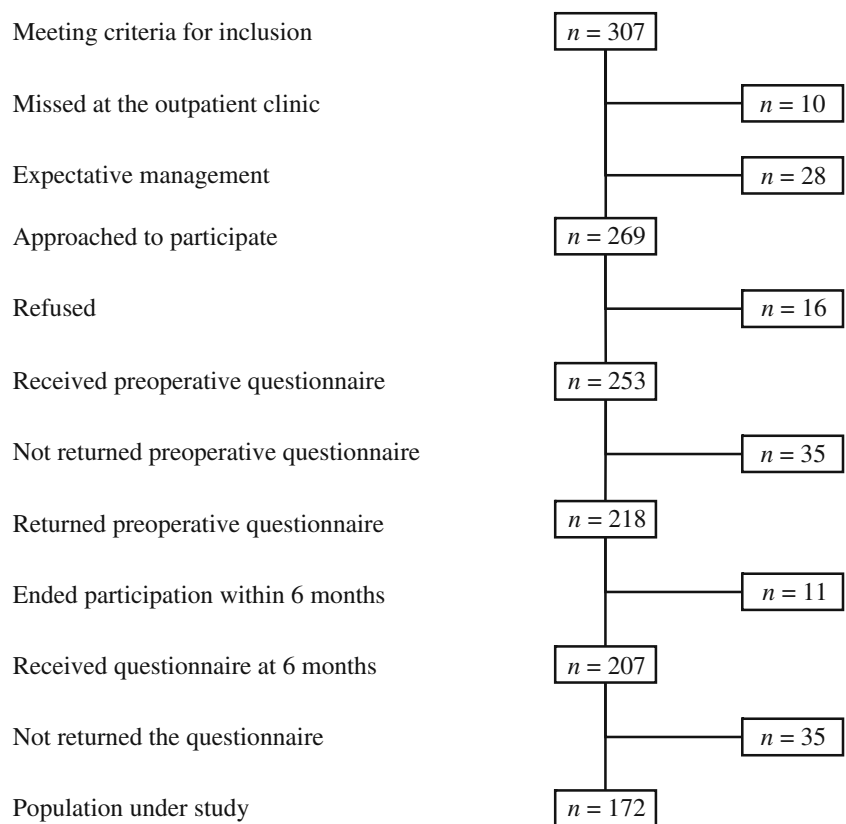 Meeting criteria for inclusion n = 307
Missed at the outpatient clinic n = 10
Expectative management n = 28
Approached to participate n = 269
Refused n = 16
Received preoperative questionnaire n = 253
Not returned preoperative questionnaire n = 35
Returned preoperative questionnaire n = 218
Ended participation within 6 months n = 11
Received questionnaire at 6 months n = 207
Not returned the questionnaire n = 35
Population under study n = 172